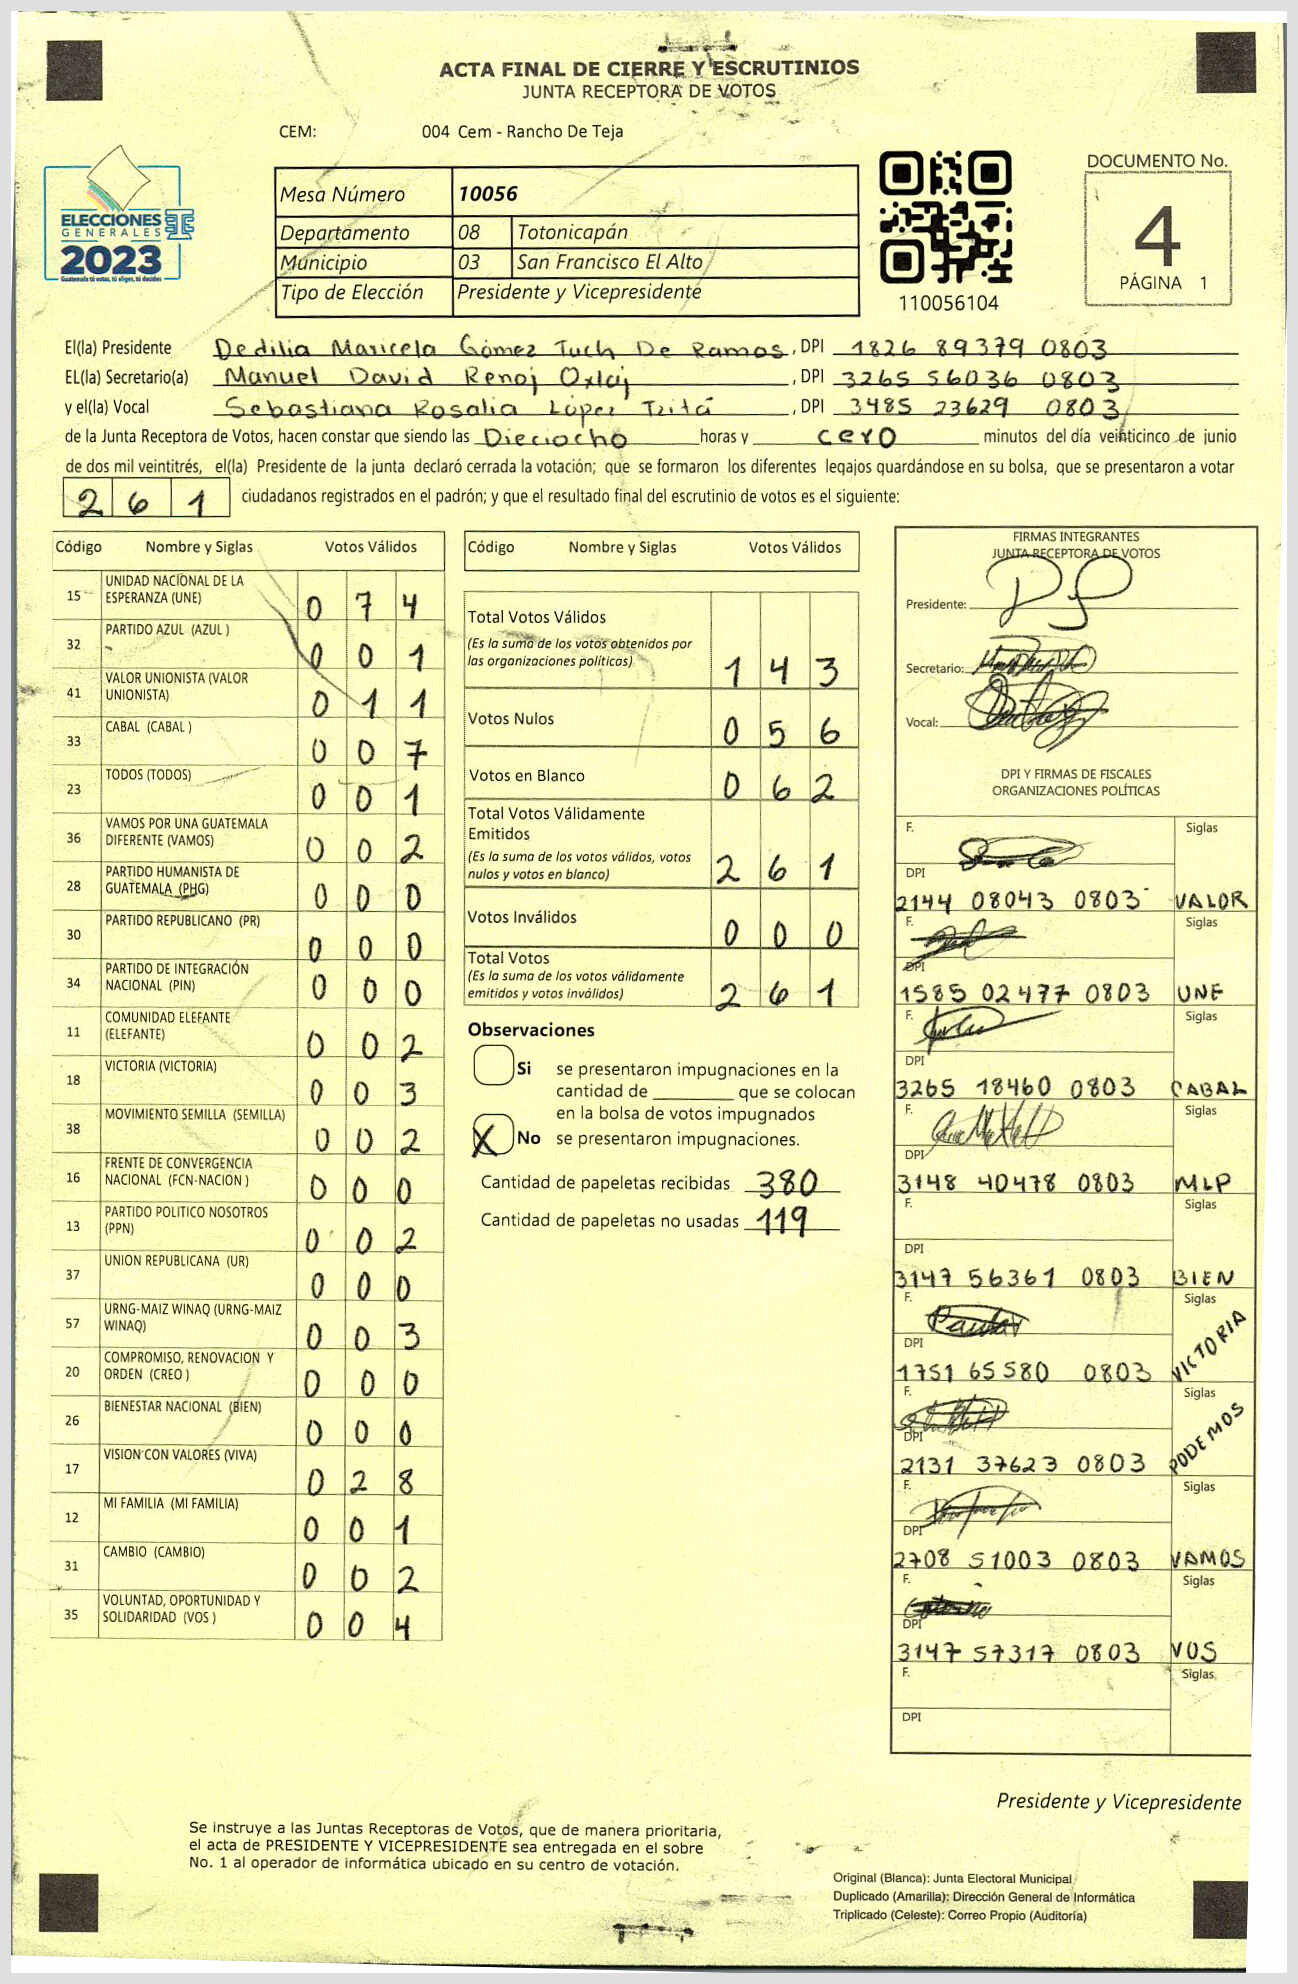 ACTA FINAL DE CIERRE Y ESCRUTINIOS
JUNTA RECEPTORA DE VOTOS
CEM: 004 Cem - Rancho De Teja
ELECCIONES
GENERALES
2023
Guatemala tú votas, tú eliges, tú decides
Mesa Número 10056
Departamento 08 Totonicapán
Municipio 03 San Francisco El Alto
Tipo de Elección Presidente y Vicepresidente
110056104
DOCUMENTO No.
4
PÁGINA 1
El(la) Presidente Dedilia Maricela Gómez Tuch De Ramos, DPI 1826 89379 0803
EL(la) Secretario(a) Manuel David Renoj Oxlaj, DPI 3265 56036 0803
y el(la) Vocal Sebastiana Rosalia López Tzitá, DPI 3485 23629 0803
de la Junta Receptora de Votos, hacen constar que siendo las Dieciocho horas y cero minutos del día veinticinco de junio
de dos mil veintitrés, el(la) Presidente de la junta declaró cerrada la votación; que se formaron los diferentes legajos guardándose en su bolsa, que se presentaron a votar
261 ciudadanos registrados en el padrón; y que el resultado final del escrutinio de votos es el siguiente:
Código Nombre y Siglas Votos Válidos
15 UNIDAD NACIONAL DE LA
ESPERANZA (UNE) 0 7 4
32 PARTIDO AZUL (AZUL ) 0 0 1
41 VALOR UNIONISTA (VALOR
UNIONISTA) 0 1 1
33 CABAL (CABAL ) 0 0 7
23 TODOS (TODOS) 0 0 1
36 VAMOS POR UNA GUATEMALA
DIFERENTE (VAMOS) 0 0 2
28 PARTIDO HUMANISTA DE
GUATEMALA (PHG) 0 0 0
30 PARTIDO REPUBLICANO (PR) 0 0 0
34 PARTIDO DE INTEGRACIÓN
NACIONAL (PIN) 0 0 0
11 COMUNIDAD ELEFANTE
(ELEFANTE) 0 0 2
18 VICTORIA (VICTORIA) 0 0 3
38 MOVIMIENTO SEMILLA (SEMILLA) 0 0 2
16 FRENTE DE CONVERGENCIA
NACIONAL (FCN-NACION ) 0 0 0
13 PARTIDO POLITICO NOSOTROS
(PPN) 0 0 2
37 UNION REPUBLICANA (UR) 0 0 0
57 URNG-MAIZ WINAQ (URNG-MAIZ
WINAQ) 0 0 3
20 COMPROMISO, RENOVACION Y
ORDEN (CREO ) 0 0 0
26 BIENESTAR NACIONAL (BIEN) 0 0 0
17 VISION CON VALORES (VIVA) 0 2 8
12 MI FAMILIA (MI FAMILIA) 0 0 1
31 CAMBIO (CAMBIO) 0 0 2
35 VOLUNTAD, OPORTUNIDAD Y
SOLIDARIDAD (VOS ) 0 0 4
Código Nombre y Siglas Votos Válidos
Total Votos Válidos
(Es la suma de los votos obtenidos por
las organizaciones políticas) 1 4 3
Votos Nulos 0 5 6
Votos en Blanco 0 6 2
Total Votos Válidamente
Emitidos
(Es la suma de los votos válidos, votos
nulos y votos en blanco) 2 6 1
Votos Inválidos 0 0 0
Total Votos
(Es la suma de los votos válidamente
emitidos y votos inválidos) 2 6 1
Observaciones
Si se presentaron impugnaciones en la
cantidad de ________ que se colocan
en la bolsa de votos impugnados
X No se presentaron impugnaciones.
Cantidad de papeletas recibidas 380
Cantidad de papeletas no usadas 119
FIRMAS INTEGRANTES
JUNTA RECEPTORA DE VOTOS
Presidente:
Secretario:
Vocal:
DPI Y FIRMAS DE FISCALES
ORGANIZACIONES POLÍTICAS
F. Siglas
DPI
2144 08043 0803 VALOR
F. Siglas
DPI
1585 02477 0803 UNE
F. Siglas
DPI
3265 18460 0803 CABAL
F. Siglas
DPI
3148 40478 0803 MLP
F. Siglas
DPI
3147 56361 0803 BIEN
F. Siglas
DPI
1751 65580 0803 VICTORIA
F. Siglas
DPI
2131 37623 0803 PODEMOS
F. Siglas
DPI
2708 51003 0803 VAMOS
F. Siglas
DPI
3147 57317 0803 VOS
F. Siglas
DPI
Presidente y Vicepresidente
Se instruye a las Juntas Receptoras de Votos, que de manera prioritaria,
el acta de PRESIDENTE Y VICEPRESIDENTE sea entregada en el sobre
No. 1 al operador de informática ubicado en su centro de votación.
Original (Blanca): Junta Electoral Municipal
Duplicado (Amarilla): Dirección General de Informática
Triplicado (Celeste): Correo Propio (Auditoría)